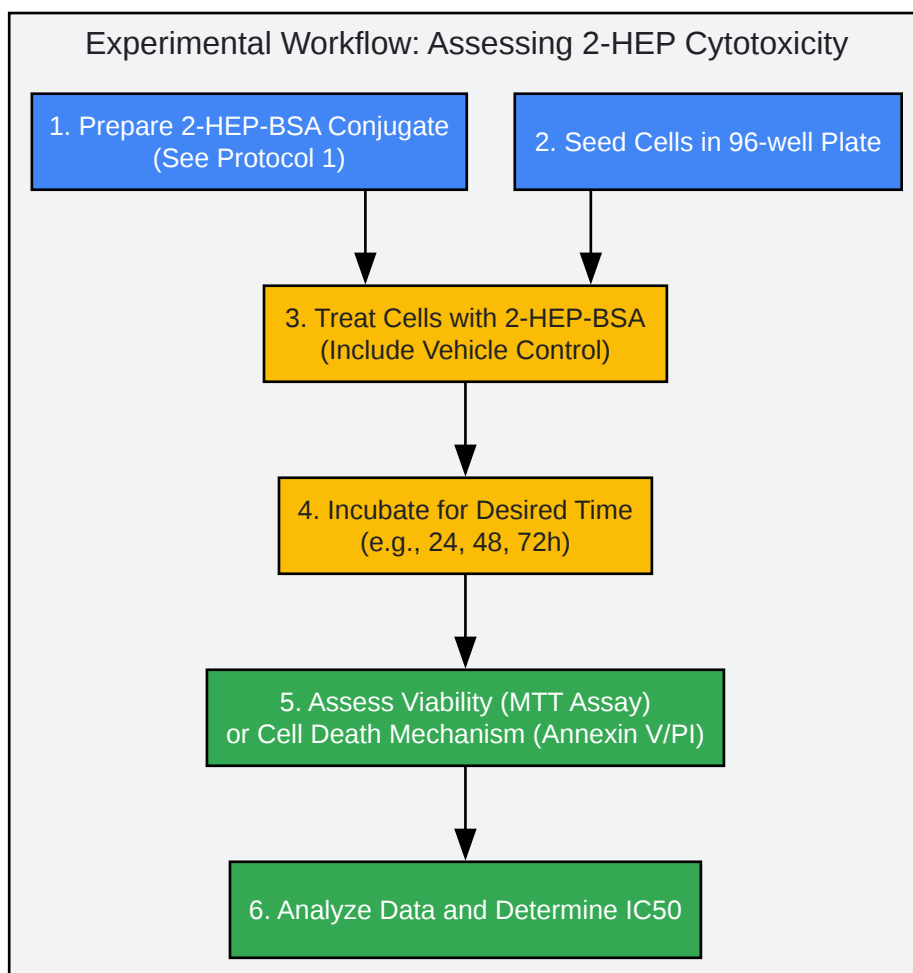 Experimental Workflow: Assessing 2-HEP Cytotoxicity
1. Prepare 2-HEP-BSA Conjugate
(See Protocol 1)
2. Seed Cells in 96-well Plate
3. Treat Cells with 2-HEP-BSA
(Include Vehicle Control)
4. Incubate for Desired Time
(e.g., 24, 48, 72h)
5. Assess Viability (MTT Assay)
or Cell Death Mechanism (Annexin V/PI)
6. Analyze Data and Determine IC50